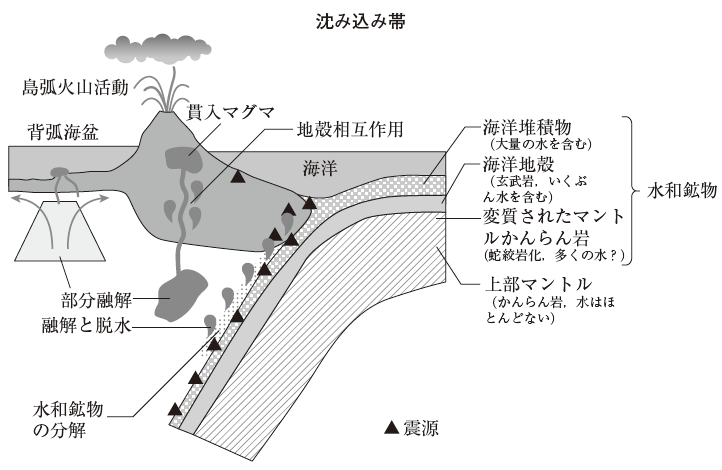 沈み込み帯
島弧火山活動
貫入マグマ
背弧海盆
地殻相互作用
海洋
海洋堆積物
（大量の水を含む）
海洋地殻
（玄武岩，いくぶ
ん水を含む）
変質されたマント
ルかんらん岩
（蛇紋岩化，多くの水？）
水和鉱物
上部マントル
（かんらん岩，水はほ
とんどない）
部分融解
融解と脱水
水和鉱物
の分解
▲震源